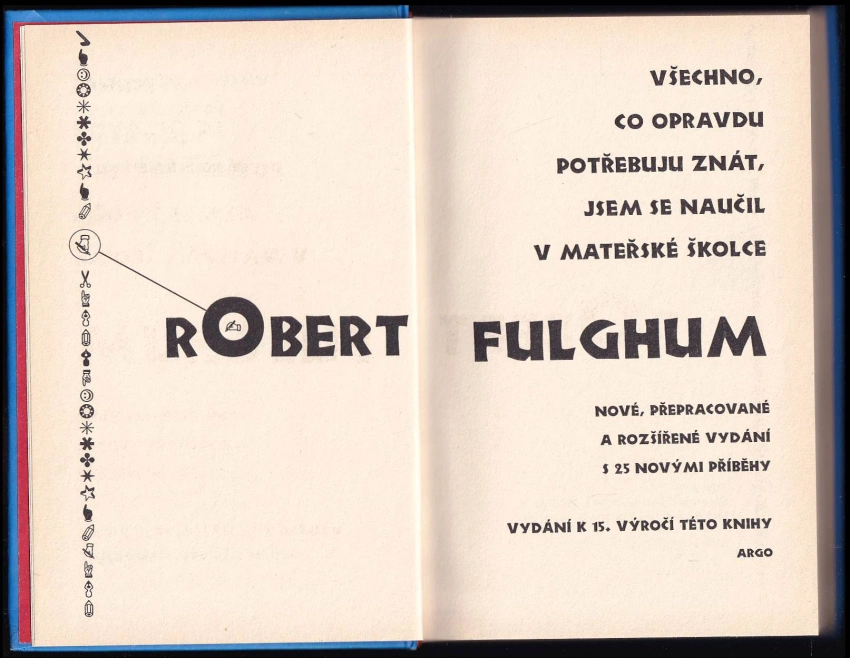 VŠECHNO,
CO OPRAVDU
POTŘEBUJU ZNÁT,
JSEM SE NAUČIL
V MATEŘSKÉ ŠKOLCE
ROBERT FULGHUM
NOVÉ, PŘEPRACOVANÉ
A ROZŠÍŘENÉ VYDÁNÍ
S 25 NOVÝMI PŘÍBĚHY
VYDÁNÍ K 15. VÝROČÍ TÉTO KNIHY
ARGO